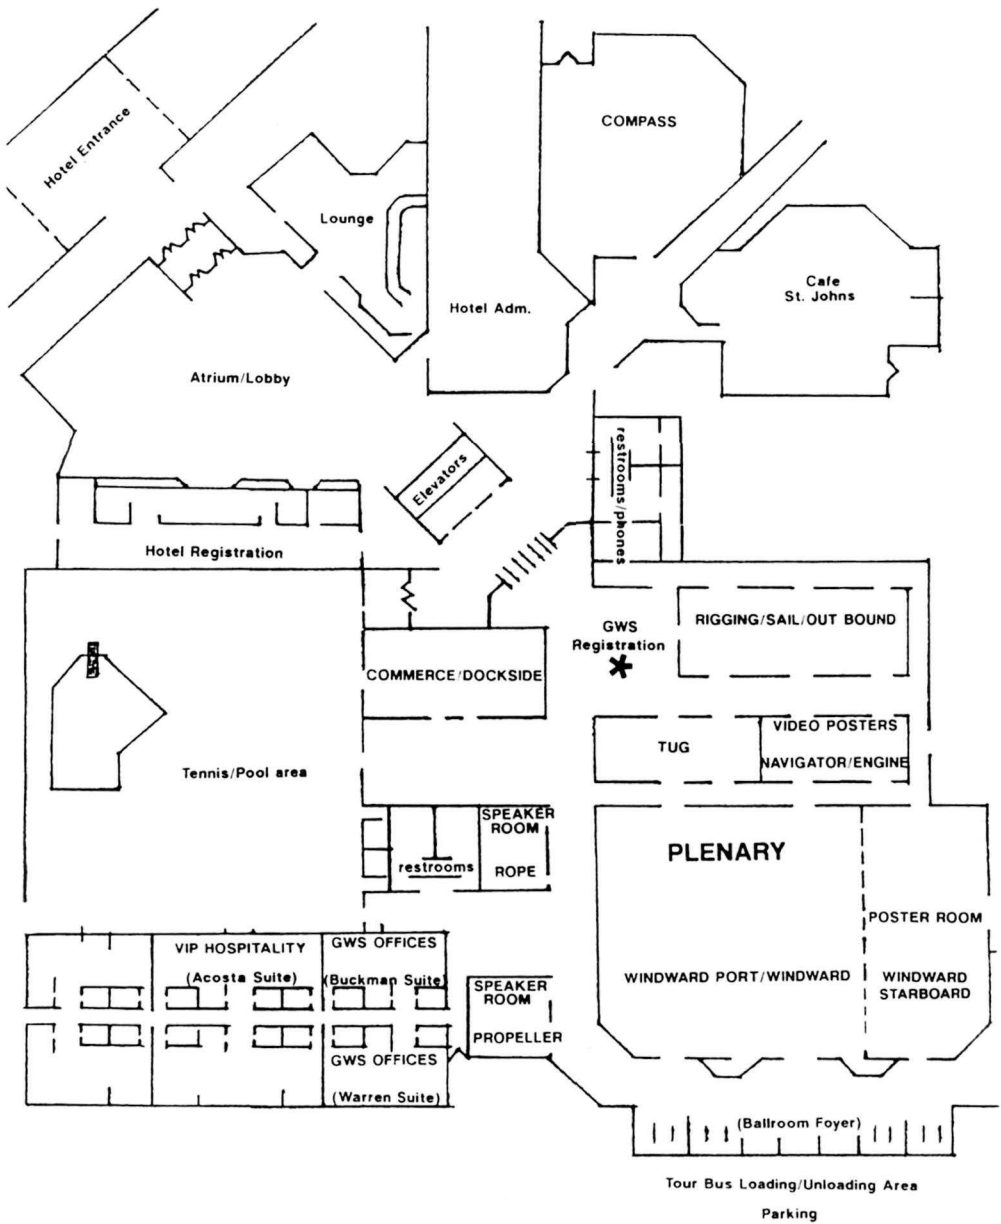 Hotel Entrance
COMPASS
Lounge
Cafe
St. Johns
Hotel Adm.
Atrium/Lobby
Elevators
restrooms/phones
Hotel Registration
GWS
Registration
RIGGING/SAIL/OUT BOUND
COMMERCE/DOCKSIDE
TUG
VIDEO POSTERS
NAVIGATOR/ENGINE
Tennis/Pool area
SPEAKER
ROOM
ROPE
restrooms
PLENARY
POSTER ROOM
WINDWARD PORT/WINDWARD
WINDWARD
STARBOARD
VIP HOSPITALITY
(Acosta Suite)
GWS OFFICES
(Buckman Suite)
SPEAKER
ROOM
PROPELLER
GWS OFFICES
(Warren Suite)
(Ballroom Foyer)
Tour Bus Loading/Unloading Area
Parking